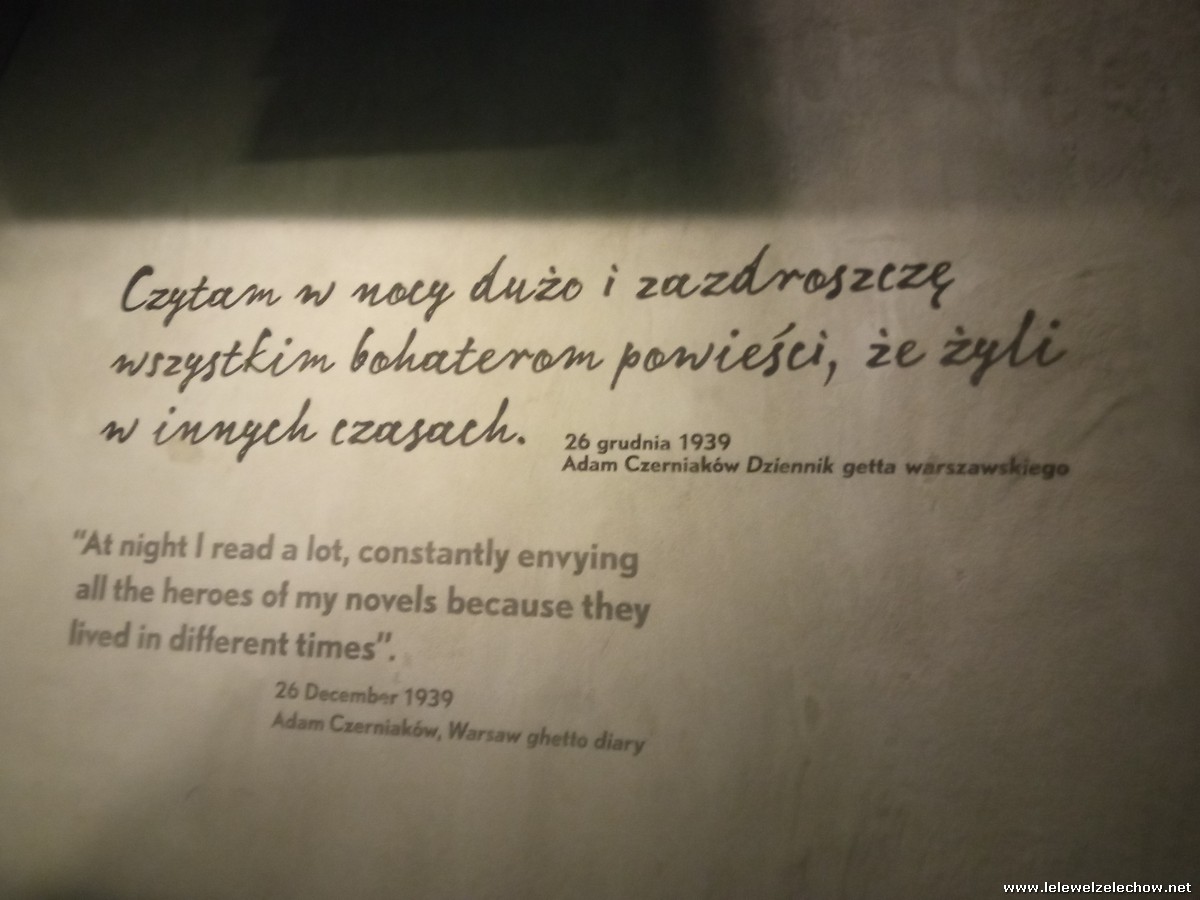 Czytam w nocy dużo i zazdroszczę
wszystkim bohaterom powieści, że żyli
w innych czasach.
26 grudnia 1939
Adam Czerniaków Dziennik getta warszawskiego
“At night I read a lot, constantly envying
all the heroes of my novels because they
lived in different times”.
26 December 1939
Adam Czerniaków, Warsaw ghetto diary
www.lelewelzelechow.net